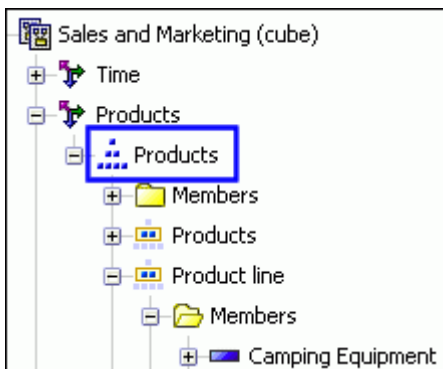 Sales and Marketing (cube)
Time
Products
Products
Members
Products
Product line
Members
Camping Equipment